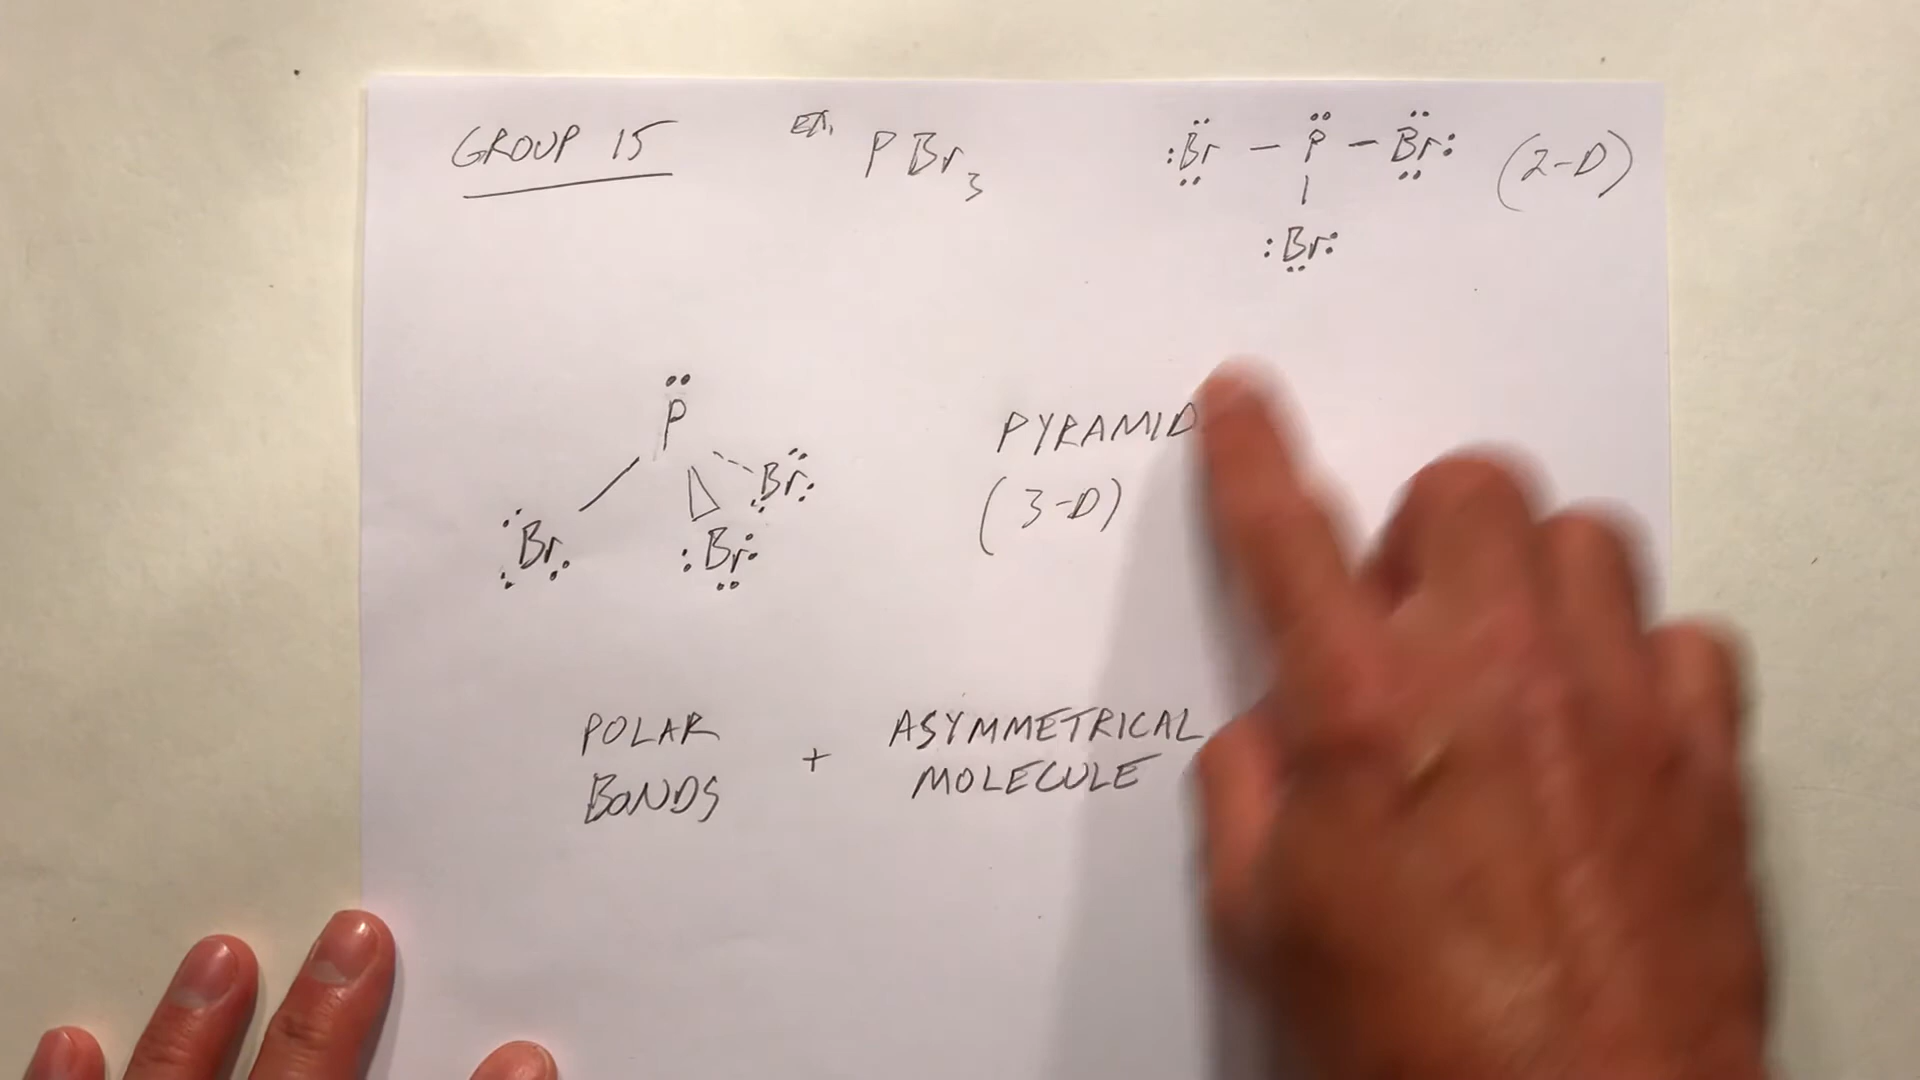 GROUP 15
EX.
PBr3
:Br - P - Br: (2-D)
|
:Br:
P
Br
:Br:
Br:
PYRAMID
(3-D)
POLAR
BONDS
+
ASYMMETRICAL
MOLECULE